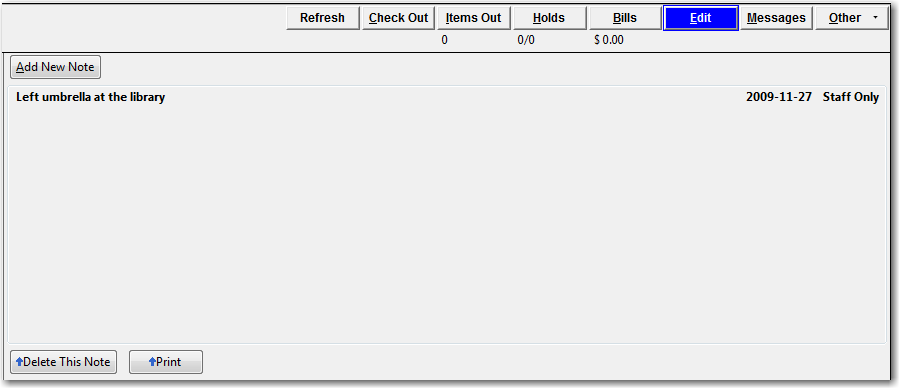 Refresh Check Out Items Out Holds Bills Edit Messages Other
0 0/0 $ 0.00
Add New Note
Left umbrella at the library 2009-11-27 Staff Only
Delete This Note Print